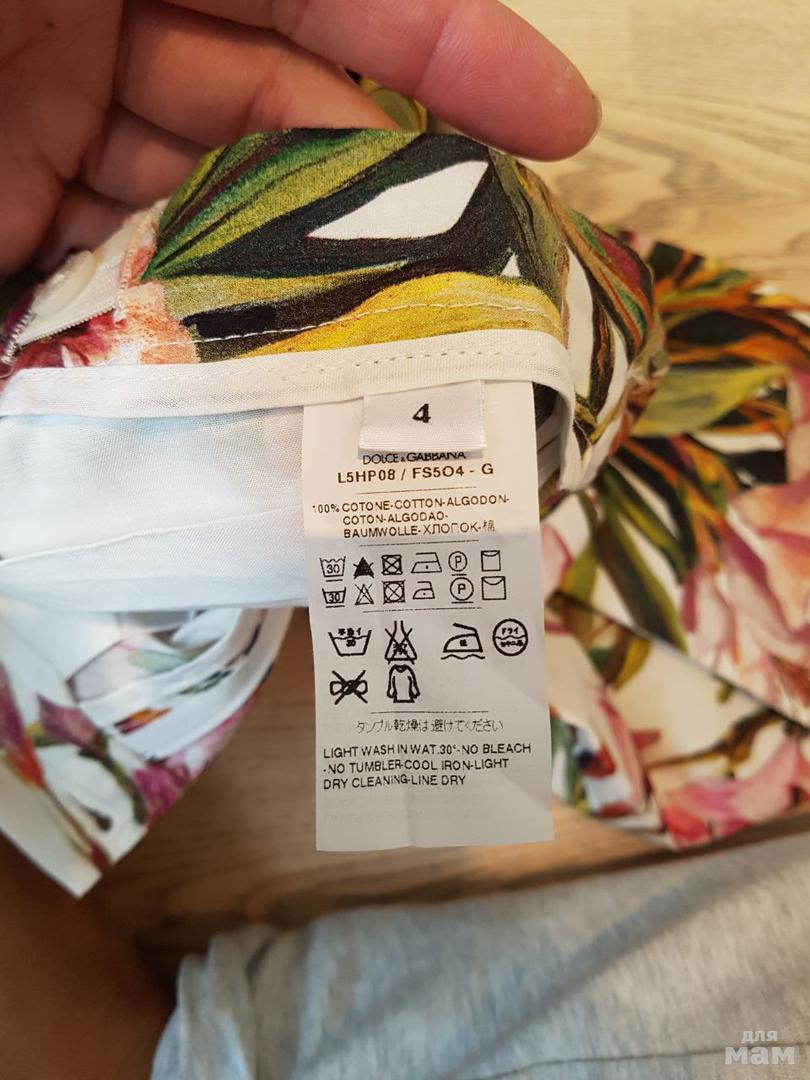 4
DOLCE & GABBANA
L5HP08 / FS5O4 - G
100% COTONE-COTTON-ALGODON-
COTON-ALGODAO-
BAUMWOLLE-ХЛОПОК-棉
30 P
30 P
タンブル乾燥は避けてください
LIGHT WASH IN WAT.30°-NO BLEACH
-NO TUMBLER-COOL IRON-LIGHT
DRY CLEANING-LINE DRY
для
мам